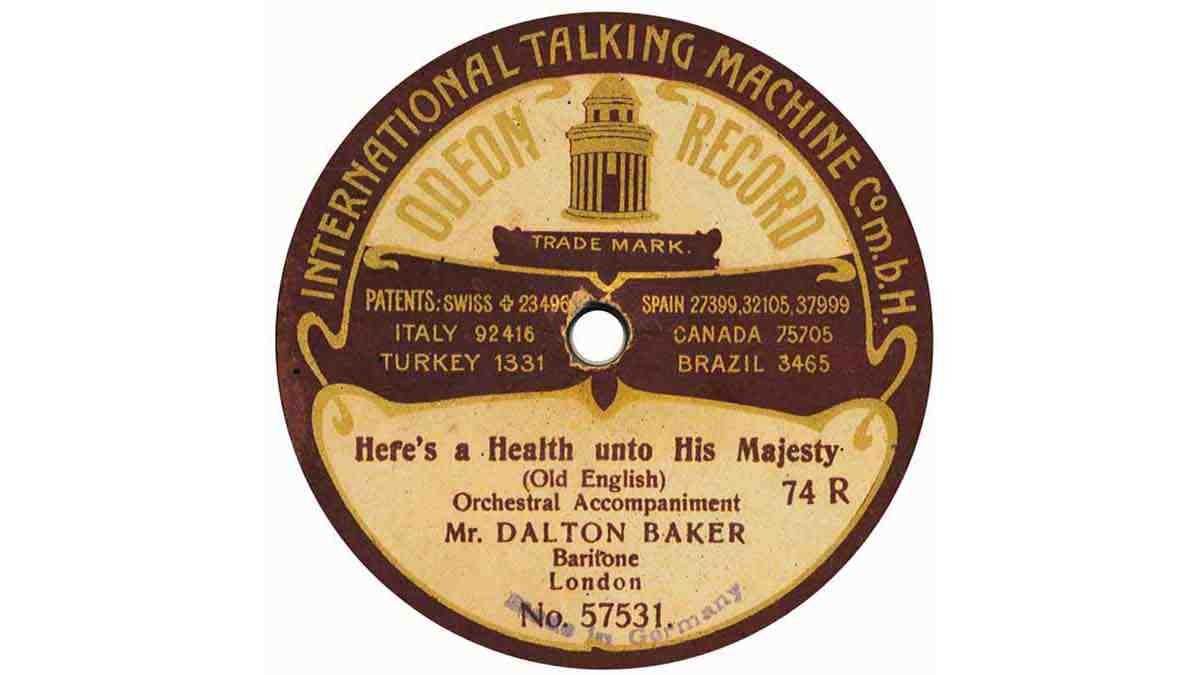 INTERNATIONAL TALKING MACHINE Co. m.b.H.
ODEON RECORD
TRADE MARK.
PATENTS: SWISS ✚ 23496 SPAIN 27399, 32105, 37999
ITALY 92416 CANADA 75705
TURKEY 1331 BRAZIL 3465
Here's a Health unto His Majesty
(Old English)
Orchestral Accompaniment
74 R
Mr. DALTON BAKER
Baritone
London
No. 57531.
Made in Germany